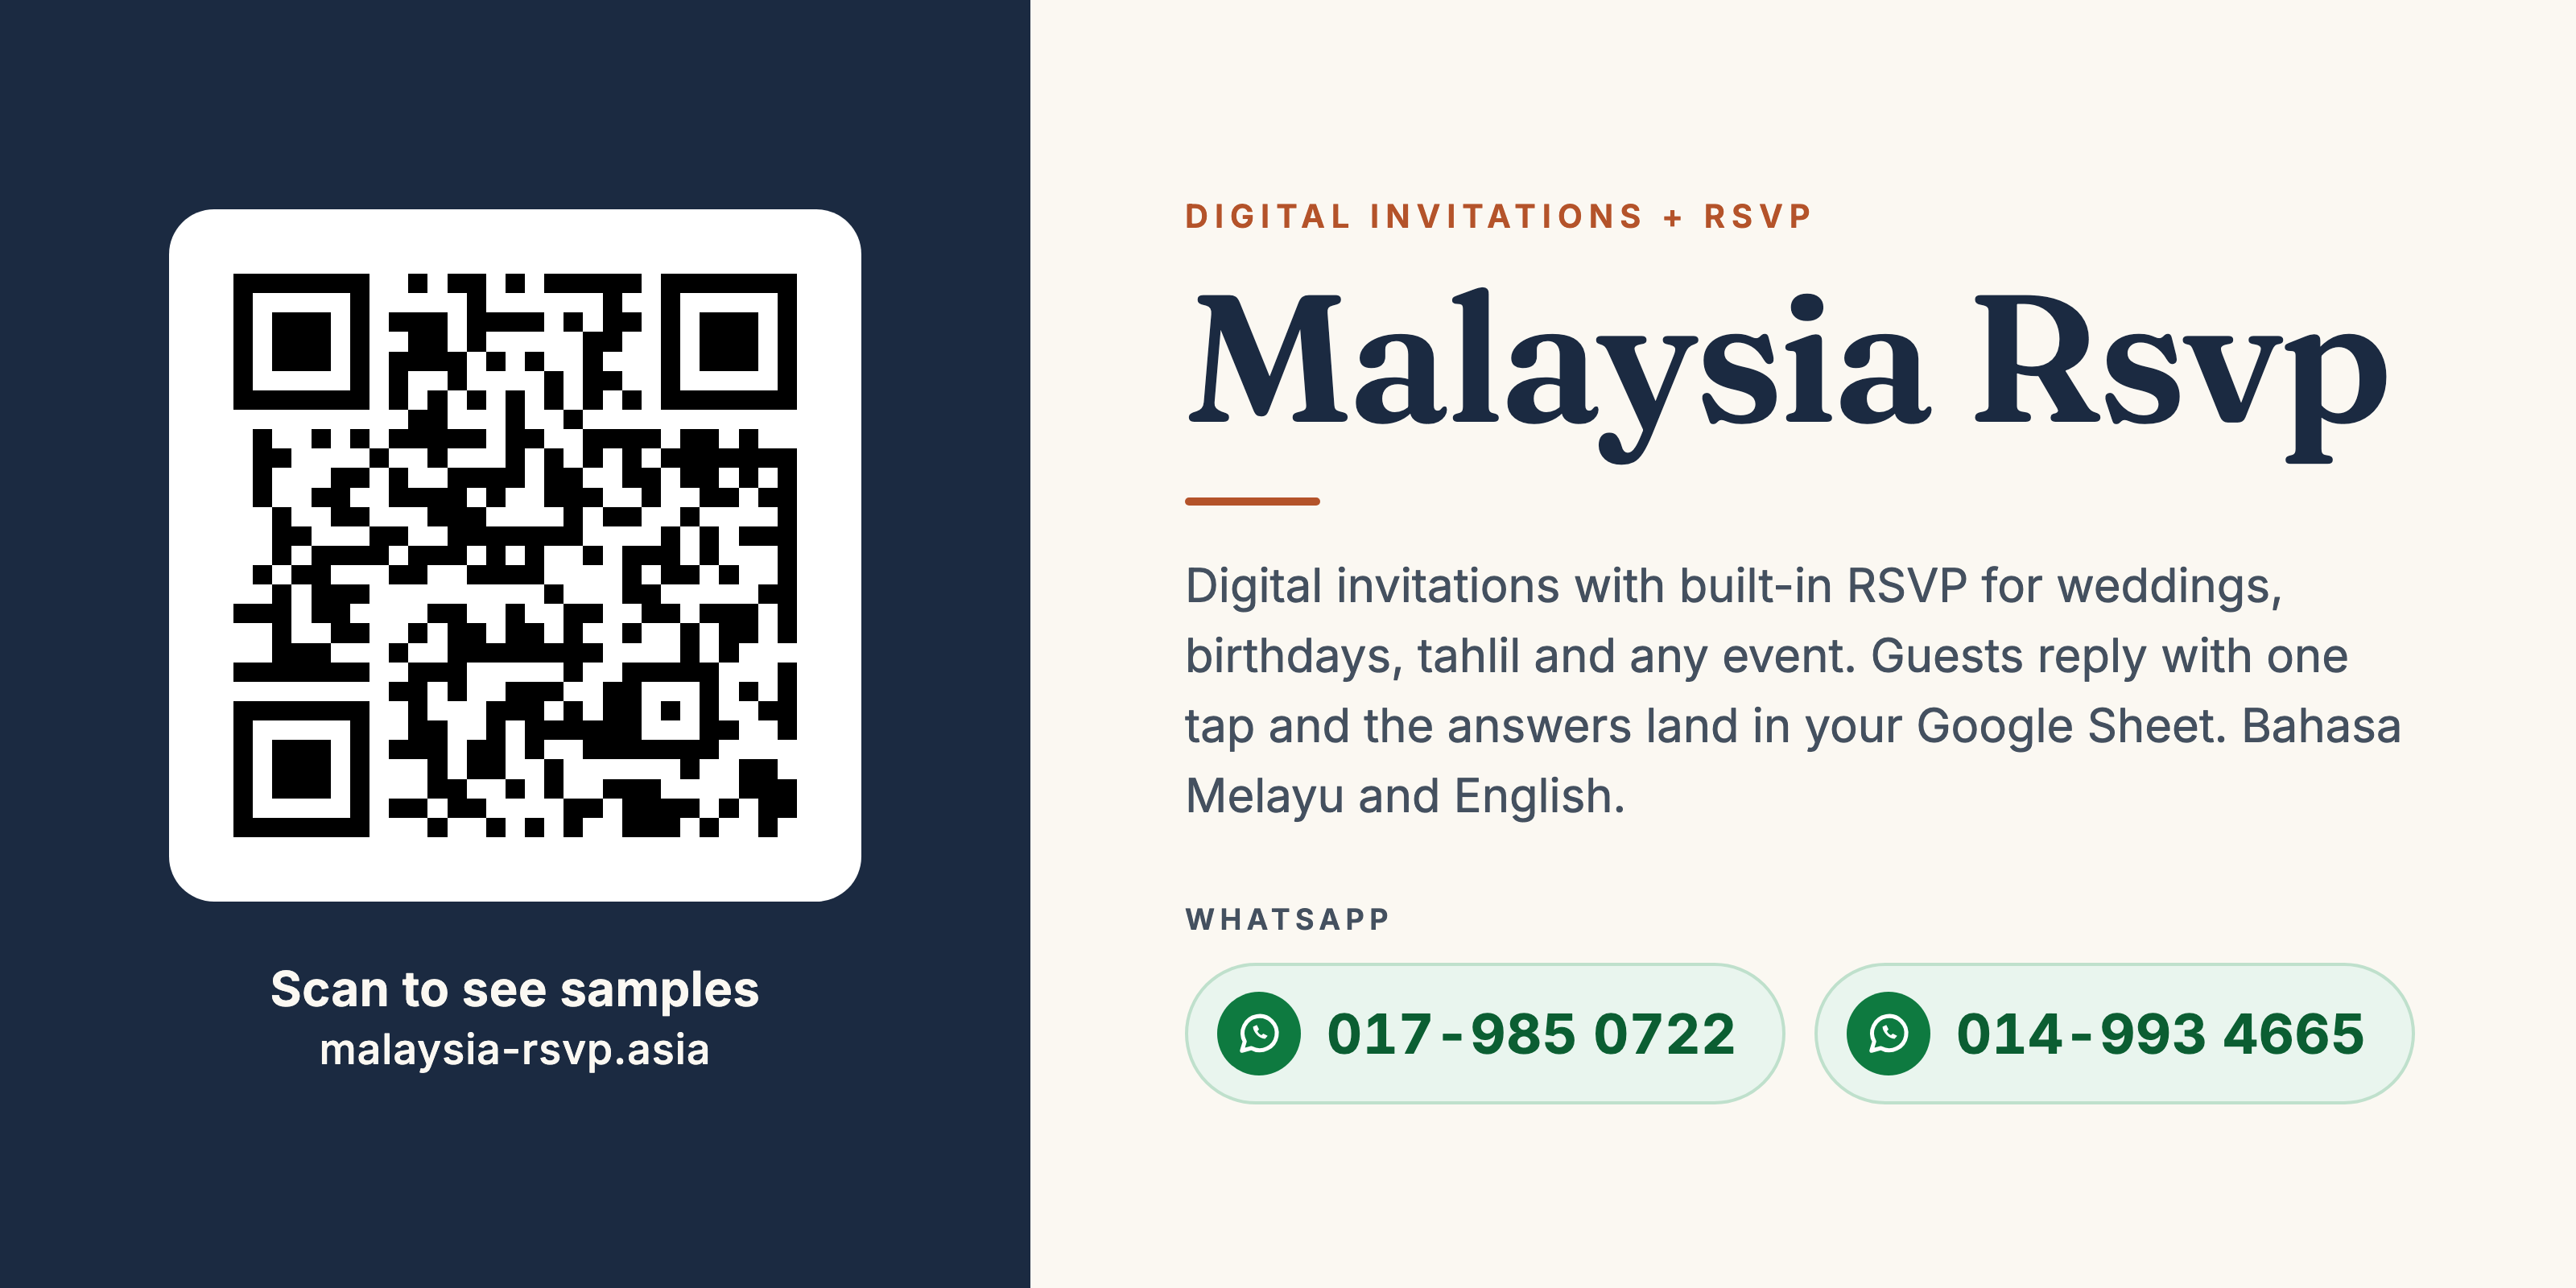 Scan to see samples
malaysia-rsvp.asia
DIGITAL INVITATIONS + RSVP
Malaysia Rsvp
Digital invitations with built-in RSVP for weddings,
birthdays, tahlil and any event. Guests reply with one
tap and the answers land in your Google Sheet. Bahasa
Melayu and English.
WHATSAPP
017-985 0722
014-993 4665